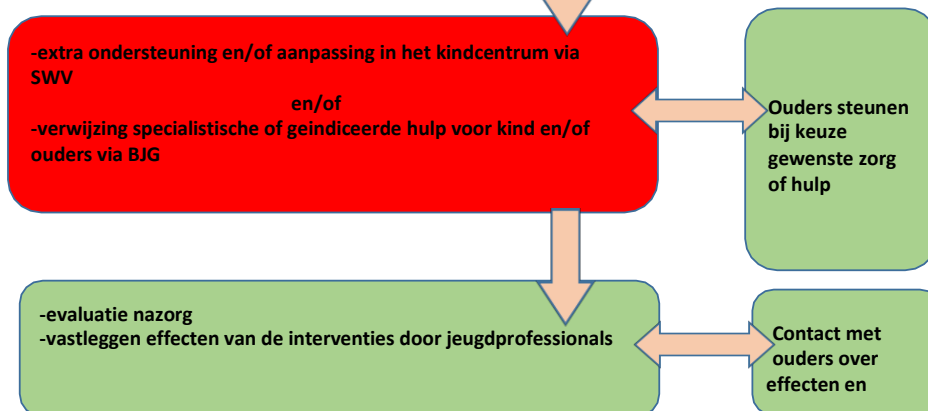 -extra ondersteuning en/of aanpassing in het kindcentrum via
SWV
en/of
-verwijzing specialistische of geindiceerde hulp voor kind en/of
ouders via BJG
Ouders steunen
bij keuze
gewenste zorg
of hulp
-evaluatie nazorg
-vastleggen effecten van de interventies door jeugdprofessionals
Contact met
ouders over
effecten en